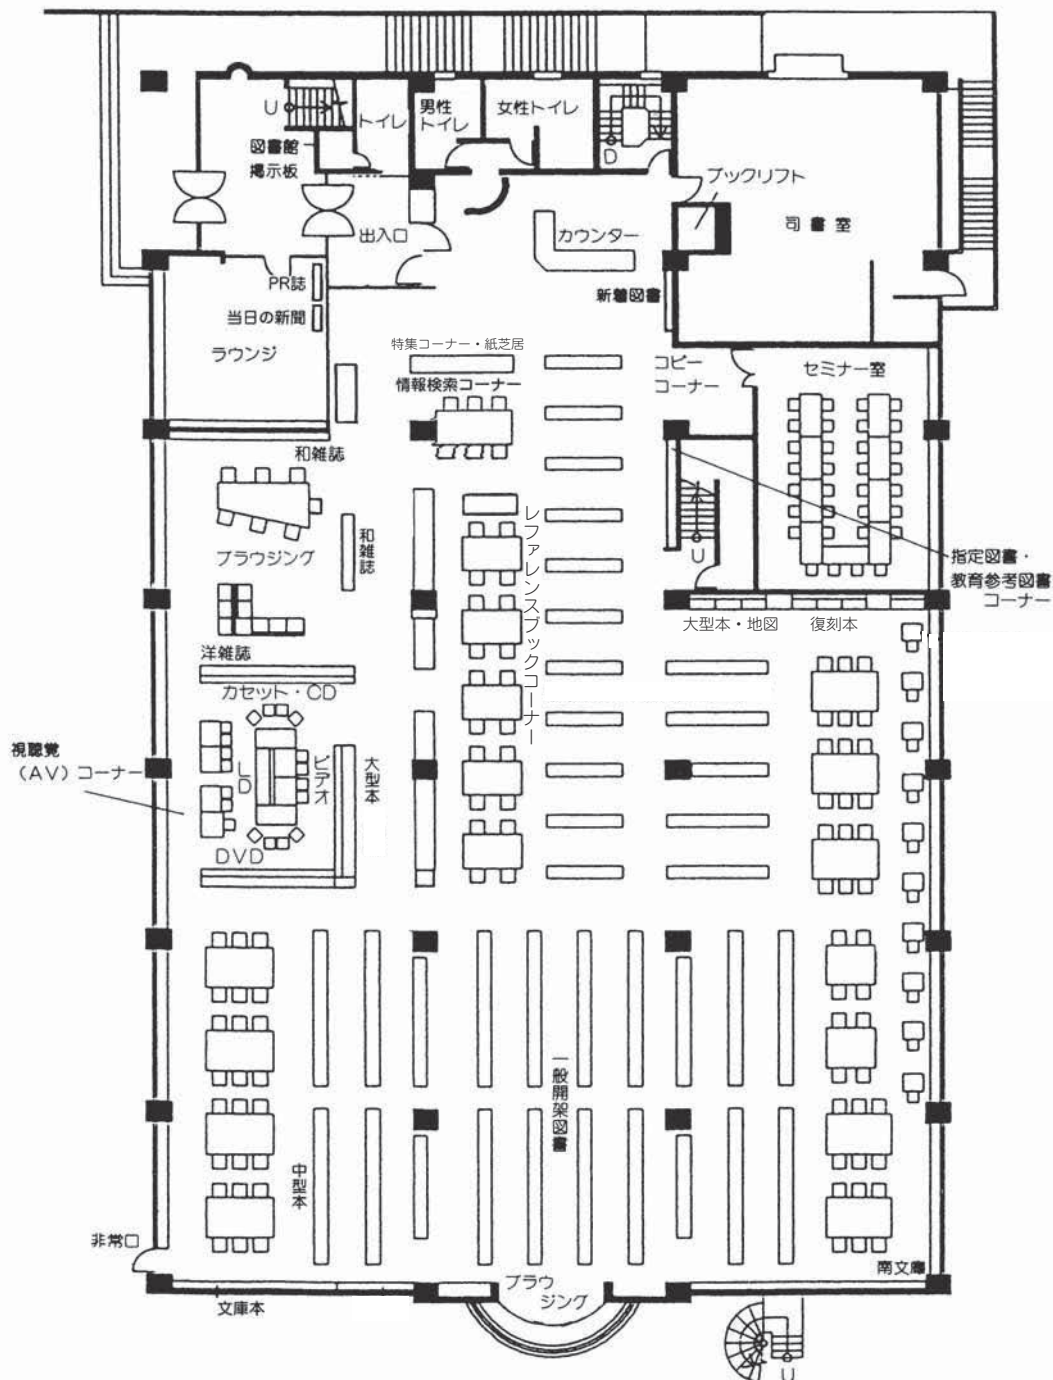 U
図書館
掲示板
トイレ
男性
トイレ
女性トイレ
D
ブックリフト
司書室
出入口
カウンター
新着図書
PR誌
当日の新聞
ラウンジ
特集コーナー・紙芝居
情報検索コーナー
コピー
コーナー
セミナー室
和雑誌
ブラウジング
和雑誌
レファレンスブックコーナー
U
指定図書・
教育参考図書
コーナー
大型本・地図
復刻本
洋雑誌
カセット・CD
視聴覚
(AV)コーナー
LD
ビデオ
大型本
DVD
一般開架図書
中型本
非常口
文庫本
ブラウ
ジング
南文庫
U